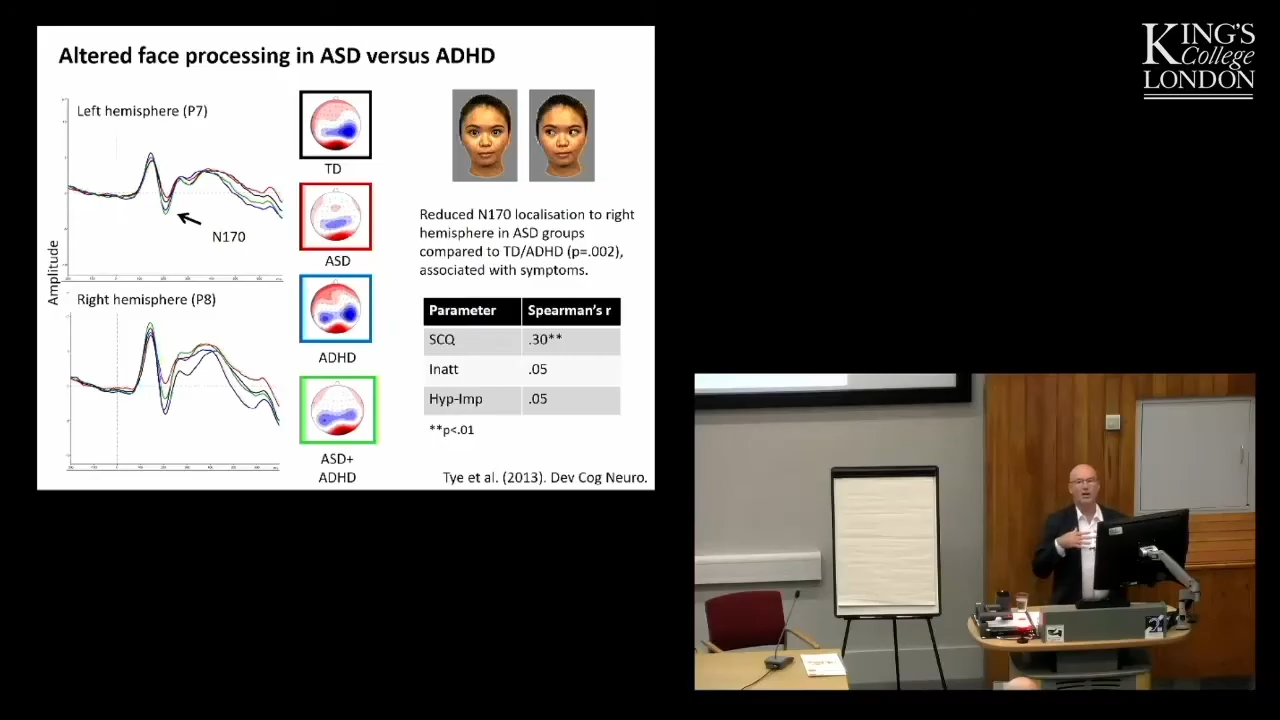 Altered face processing in ASD versus ADHD
Left hemisphere (P7)
N170
Amplitude
Right hemisphere (P8)
TD
ASD
ADHD
ASD+
ADHD
Reduced N170 localisation to right
hemisphere in ASD groups
compared to TD/ADHD (p=.002),
associated with symptoms.
Parameter Spearman's r
SCQ .30**
Inatt .05
Hyp-Imp .05
**p<.01
Tye et al. (2013). Dev Cog Neuro.
KING'S
College
LONDON